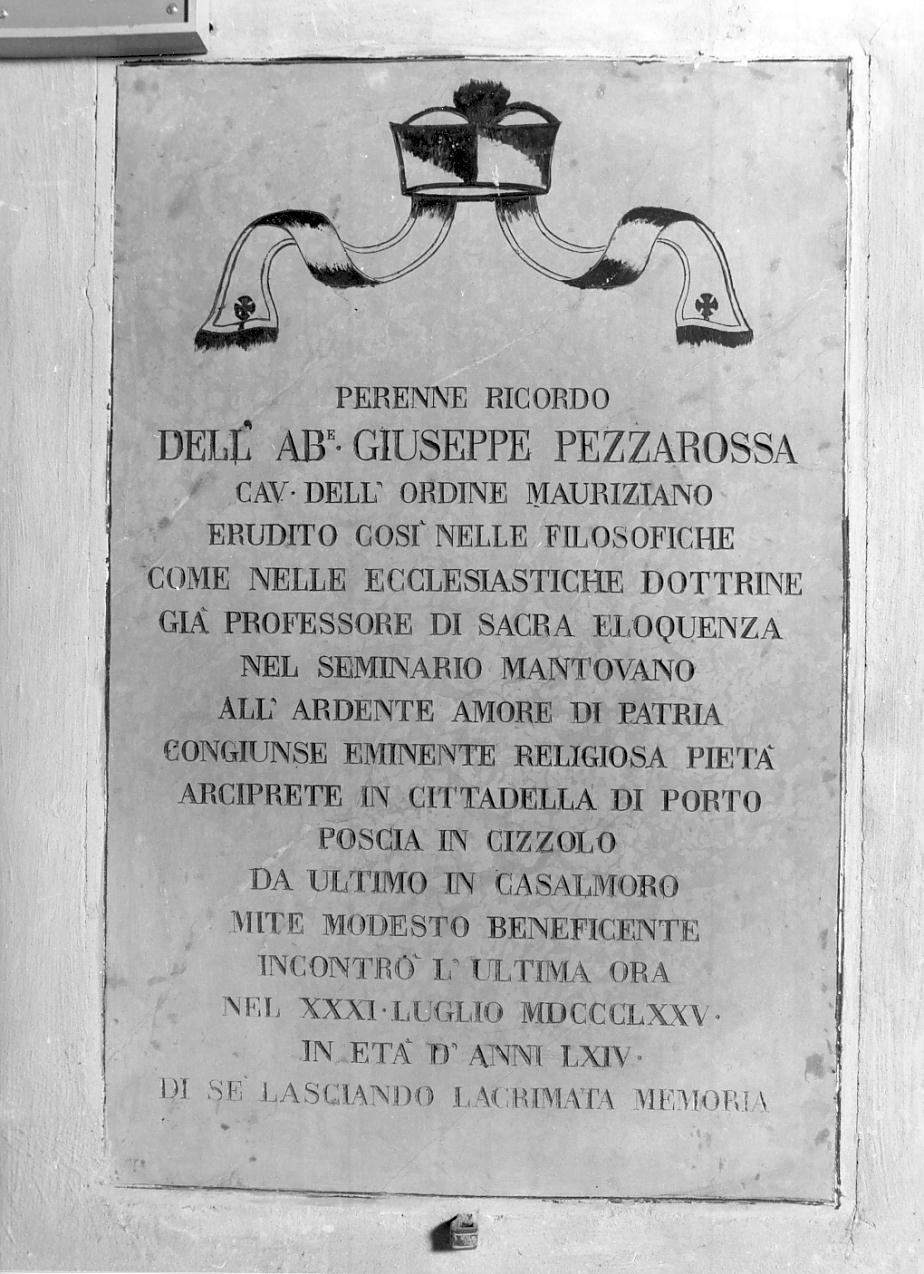 PERENNE RICORDO
DELL' AB.ᴱ GIUSEPPE PEZZAROSSA
CAV· DELL' ORDINE MAURIZIANO
ERUDITO COSÌ NELLE FILOSOFICHE
COME NELLE ECCLESIASTICHE DOTTRINE
GIÀ PROFESSORE DI SACRA ELOQUENZA
NEL SEMINARIO MANTOVANO
ALL' ARDENTE AMORE DI PATRIA
CONGIUNSE EMINENTE RELIGIOSA PIETÀ
ARCIPRETE IN CITTADELLA DI PORTO
POSCIA IN CIZZOLO
DA ULTIMO IN CASALMORO
MITE MODESTO BENEFICENTE
INCONTRÒ L' ULTIMA ORA
NEL XXXI·LUGLIO MDCCCLXXV·
IN ETÀ D' ANNI LXIV·
DI SÈ LASCIANDO LACRIMATA MEMORIA